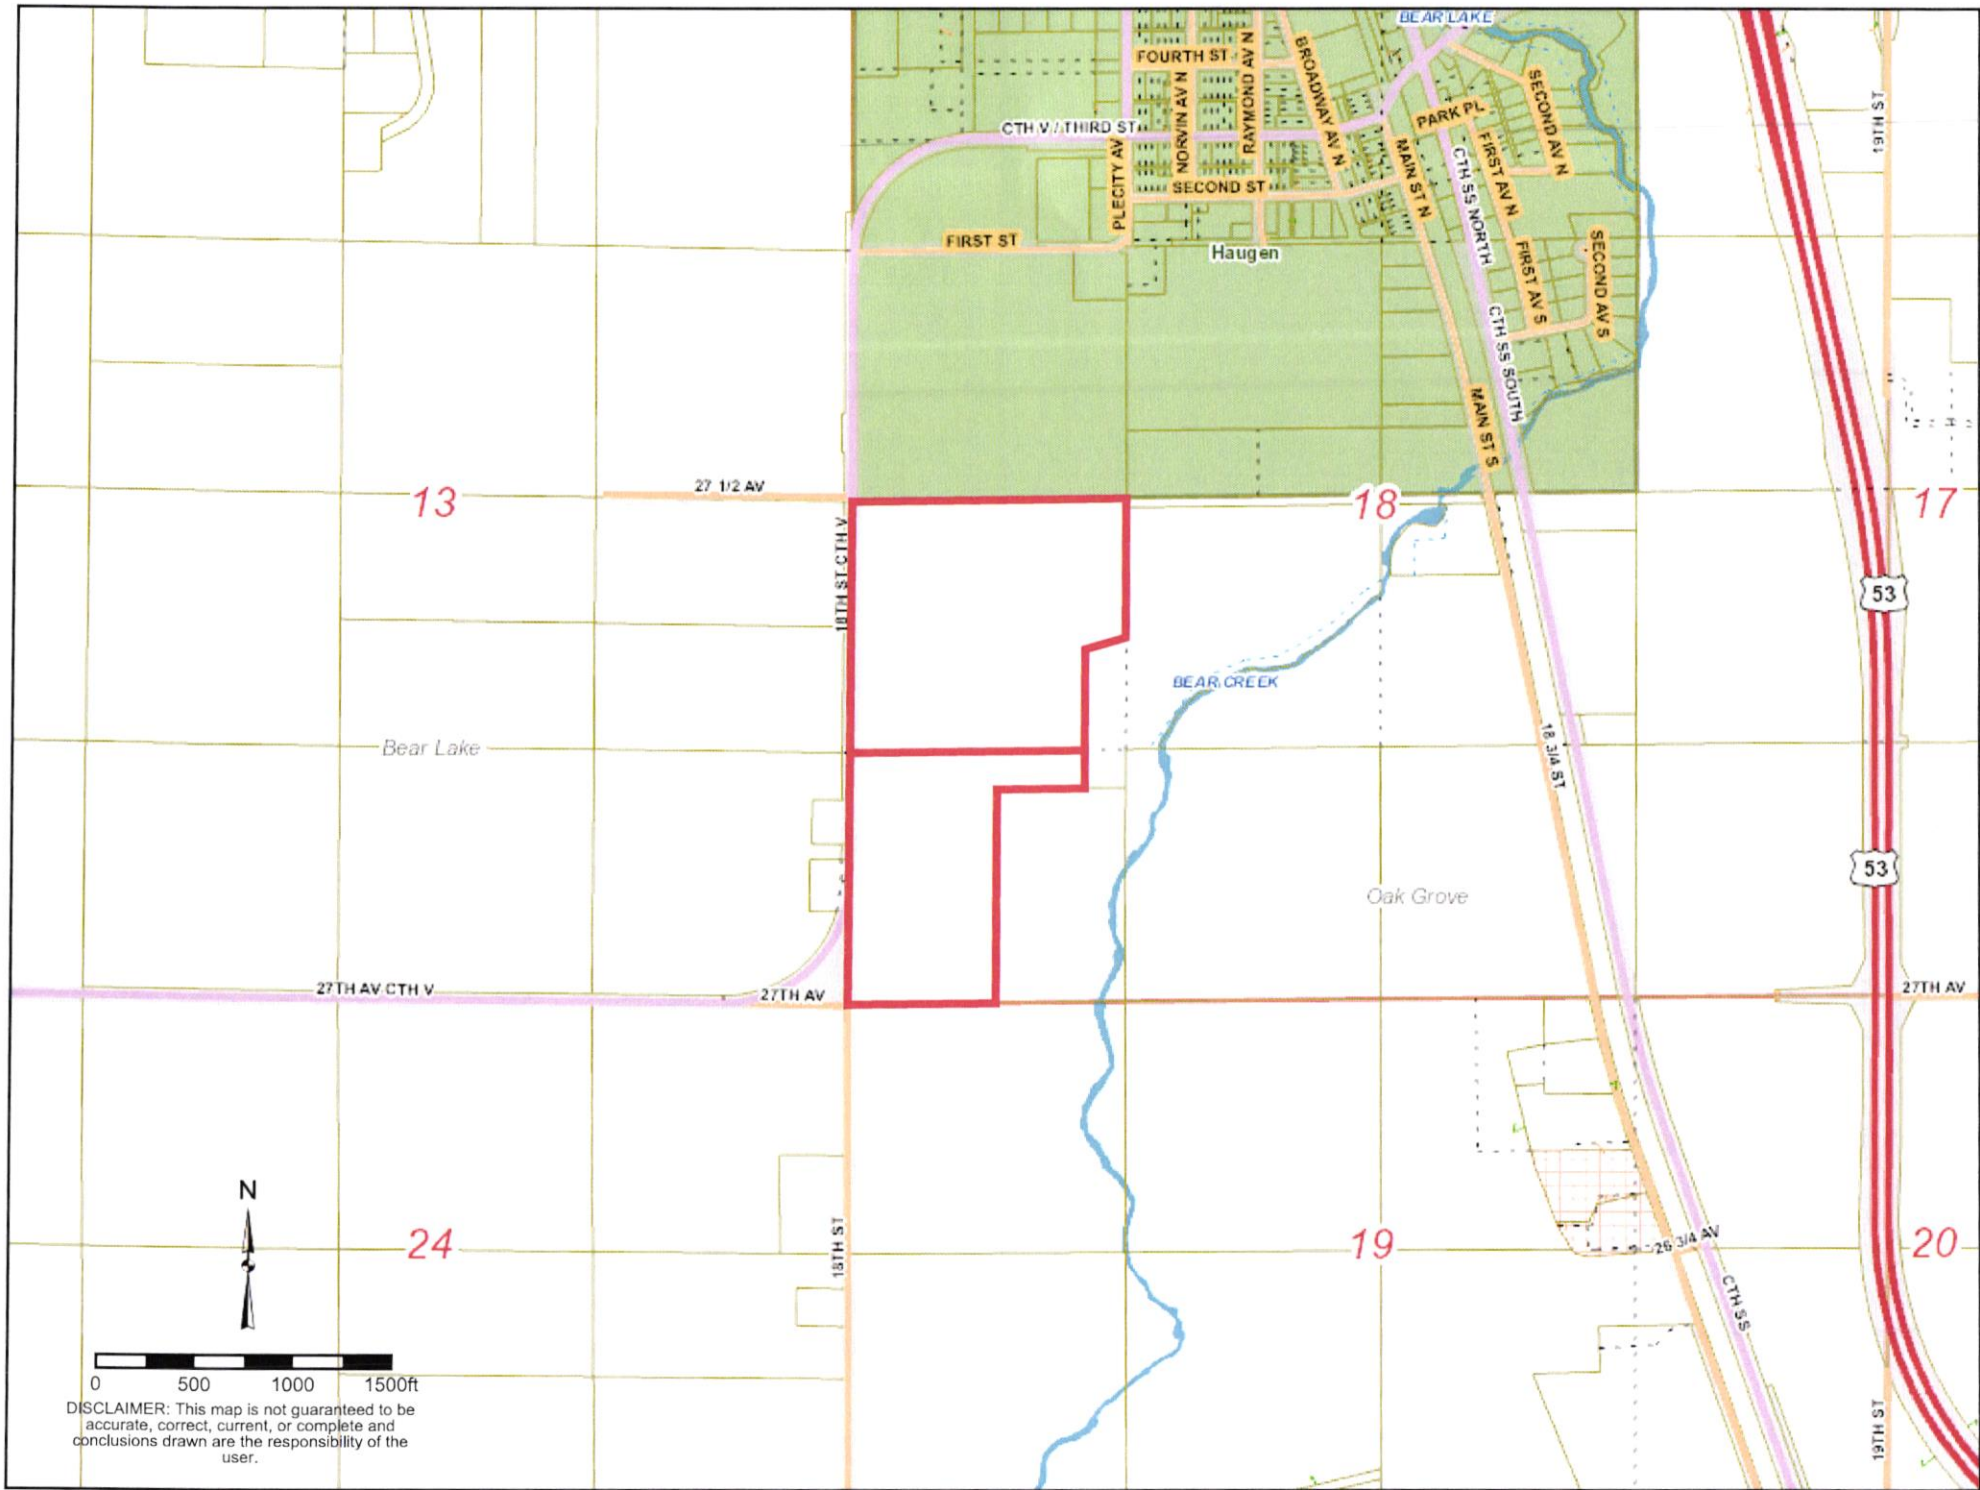 BEAR LAKE
FOURTH ST
NORVIN AV N
RAYMOND AV N
BROADWAY AV N
SECOND AV N
PARK PL
19TH ST
CTH V / THIRD ST
PLECITY AV
SECOND ST
MAIN ST N
CTH SS NORTH
FIRST AV N
FIRST ST
Haugen
FIRST AV S
SECOND AV S
CTH SS SOUTH
MAIN ST S
13
27 1/2 AV
18
17
18TH ST-CTH V
53
BEAR CREEK
Bear Lake
18 3/4 ST
53
Oak Grove
27TH AV CTH V
27TH AV
27TH AV
N
24
18TH ST
19
26 3/4 AV
20
CTH SS
19TH ST
0 500 1000 1500ft
DISCLAIMER: This map is not guaranteed to be
accurate, correct, current, or complete and
conclusions drawn are the responsibility of the
user.